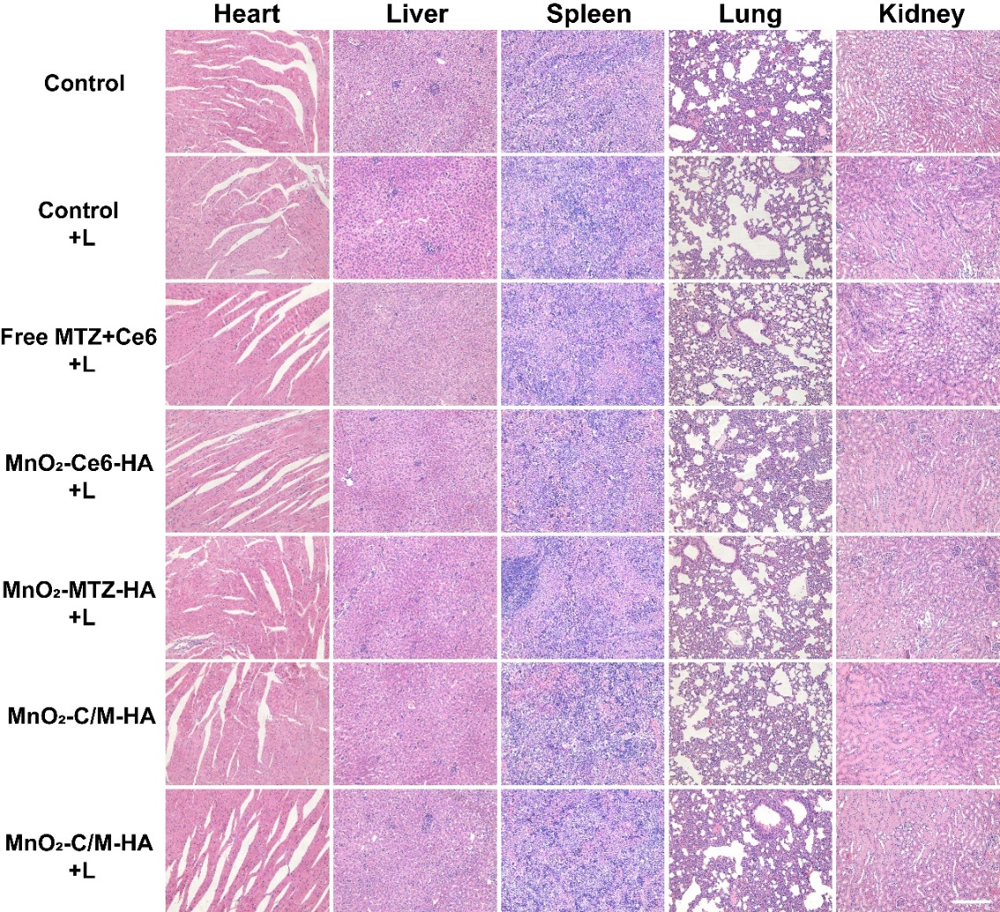 Heart Liver Spleen Lung Kidney
Control
Control
+L
Free MTZ+Ce6
+L
MnO₂-Ce6-HA
+L
MnO₂-MTZ-HA
+L
MnO₂-C/M-HA
MnO₂-C/M-HA
+L